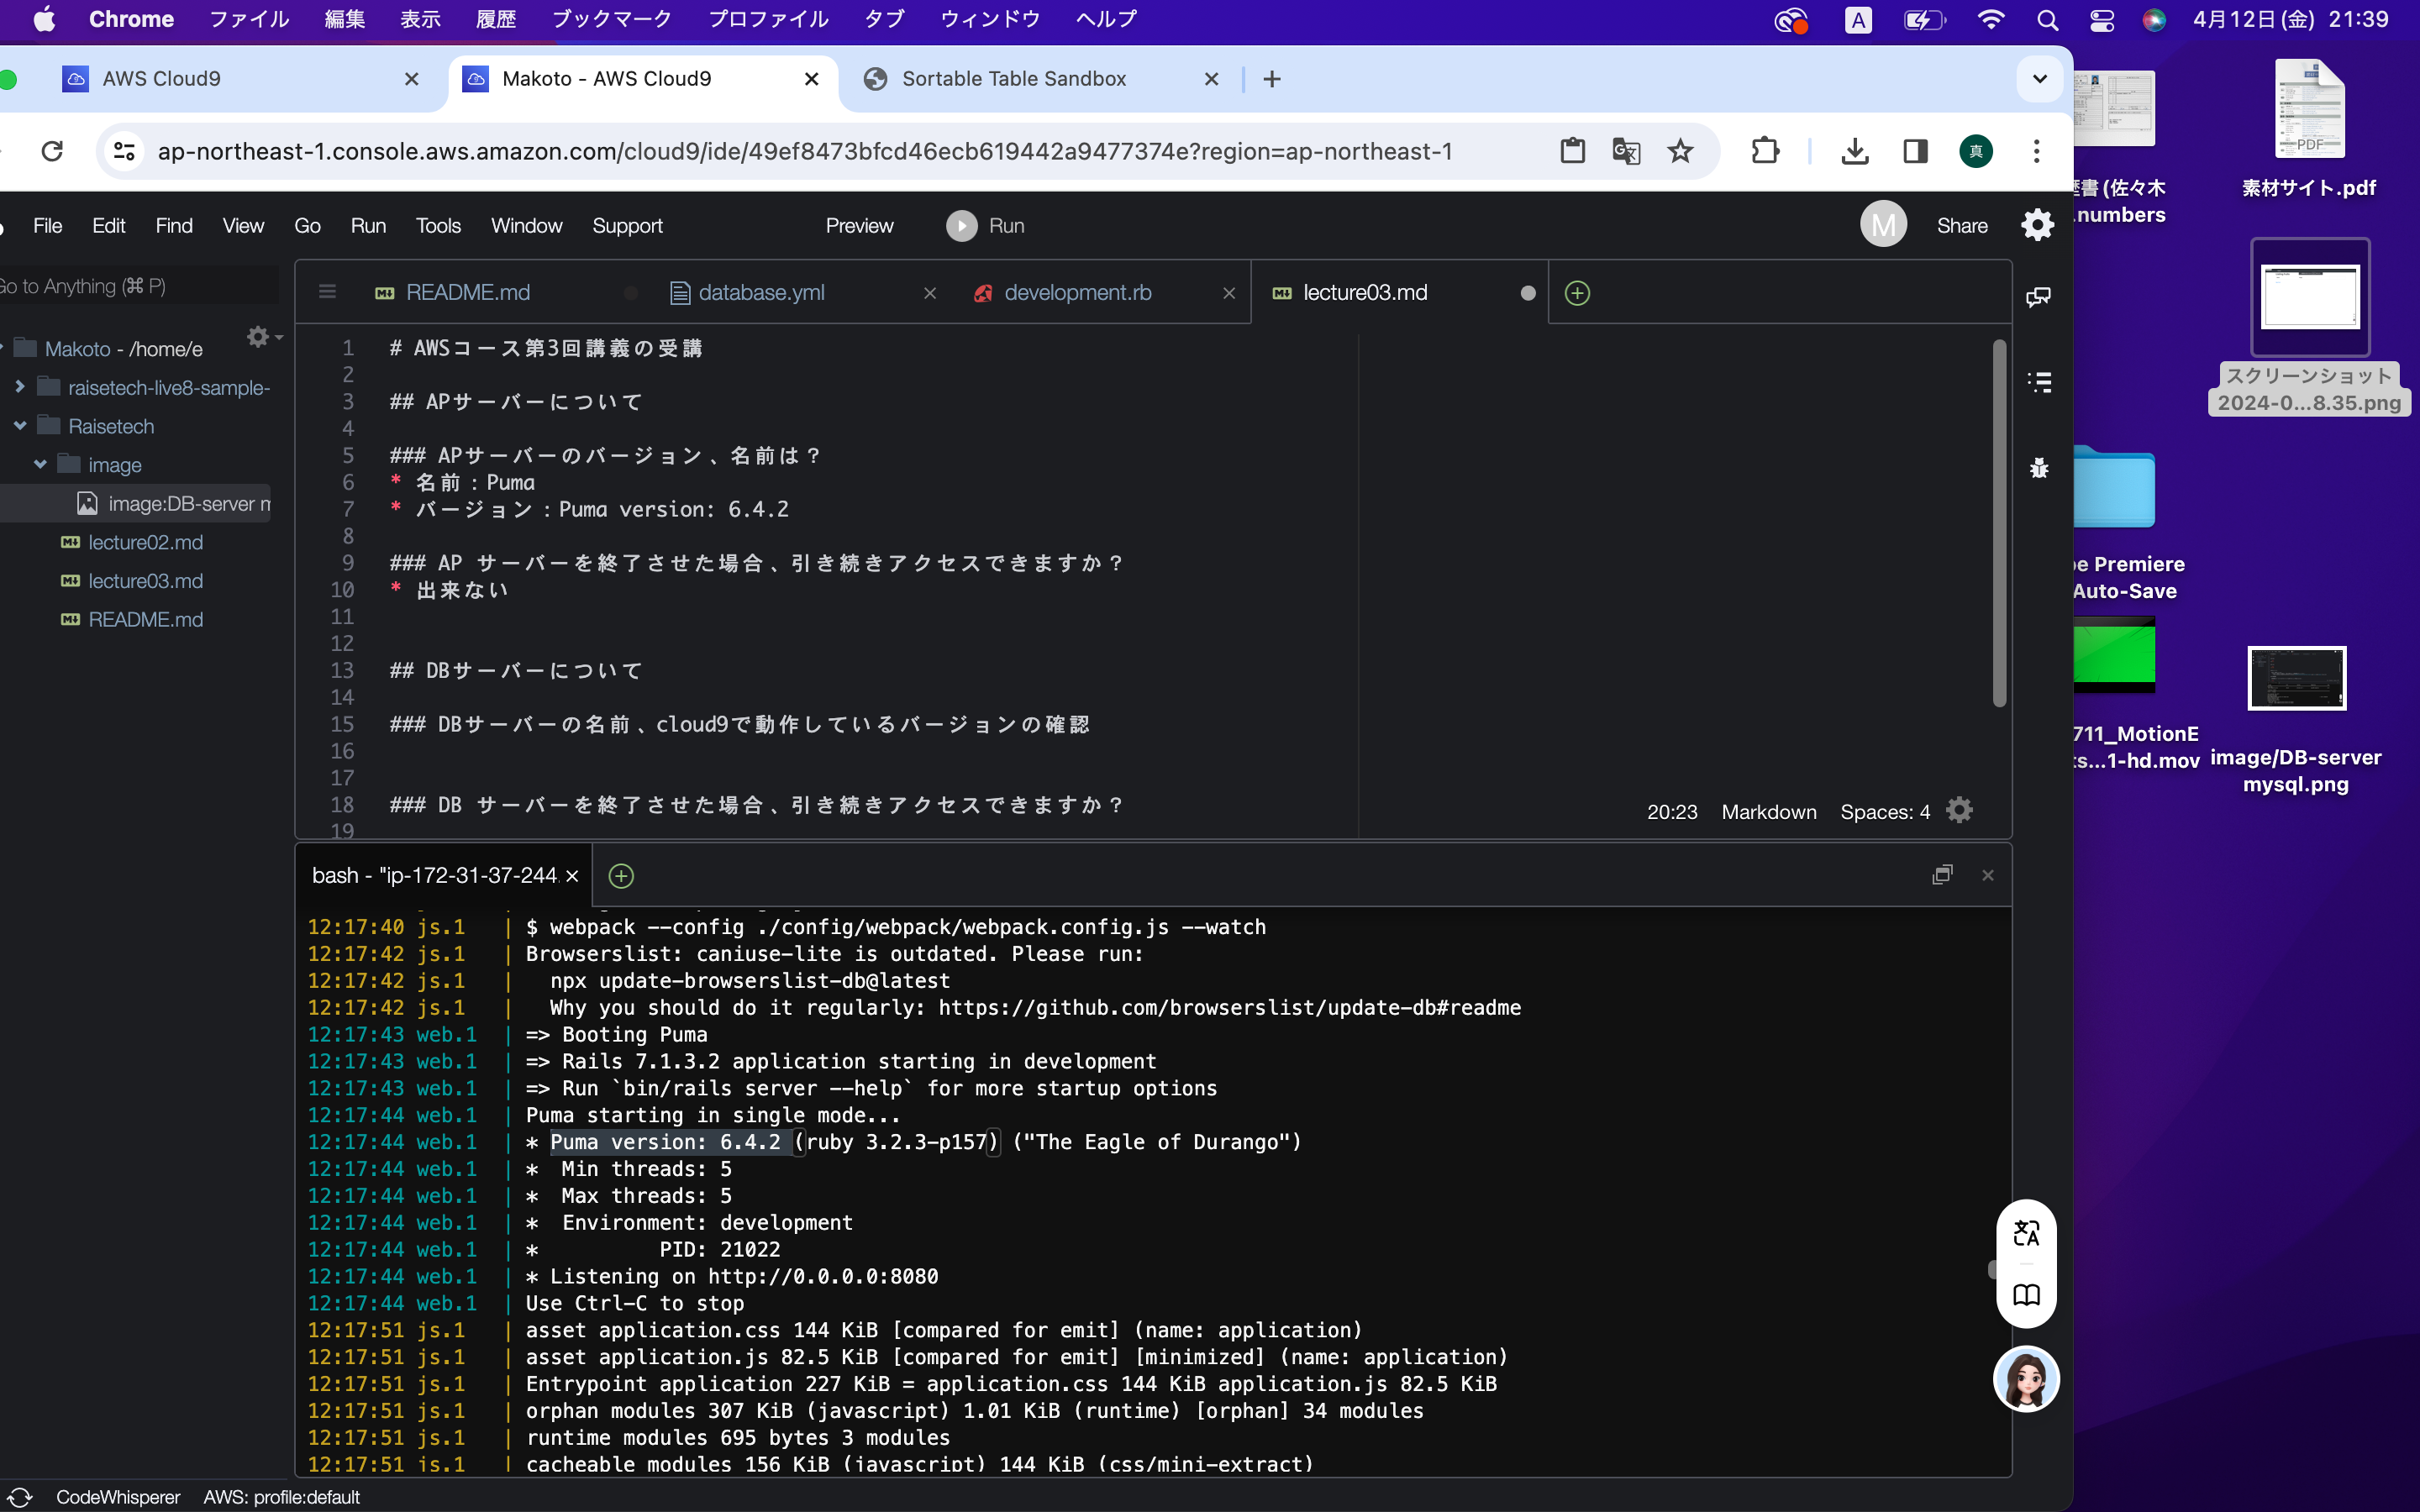 Chrome ファイル 編集 表示 履歴 ブックマーク プロファイル タブ ウィンドウ ヘルプ A 4月12日(金) 21:39
AWS Cloud9
Makoto - AWS Cloud9
Sortable Table Sandbox
ap-northeast-1.console.aws.amazon.com/cloud9/ide/49ef8473bfcd46ecb619442a9477374e?region=ap-northeast-1
真
File Edit Find View Go Run Tools Window Support Preview Run M Share
Go to Anything (⌘ P)
Makoto - /home/e
raisetech-live8-sample-
Raisetech
image
image:DB-server m
lecture02.md
lecture03.md
README.md
README.md
database.yml
development.rb
lecture03.md
1 # AWSコース第3回講義の受講
2
3 ## APサーバーについて
4
5 ### APサーバーのバージョン、名前は？
6 * 名前：Puma
7 * バージョン：Puma version: 6.4.2
8
9 ### AP サーバーを終了させた場合、引き続きアクセスできますか？
10 * 出来ない
11
12
13 ## DBサーバーについて
14
15 ### DBサーバーの名前、cloud9で動作しているバージョンの確認
16
17
18 ### DB サーバーを終了させた場合、引き続きアクセスできますか？
19
20:23 Markdown Spaces: 4
bash - "ip-172-31-37-244.
12:17:40 js.1 | $ webpack --config ./config/webpack/webpack.config.js --watch
12:17:42 js.1 | Browserslist: caniuse-lite is outdated. Please run:
12:17:42 js.1 | npx update-browserslist-db@latest
12:17:42 js.1 | Why you should do it regularly: https://github.com/browserslist/update-db#readme
12:17:43 web.1 | => Booting Puma
12:17:43 web.1 | => Rails 7.1.3.2 application starting in development
12:17:43 web.1 | => Run `bin/rails server --help` for more startup options
12:17:44 web.1 | Puma starting in single mode...
12:17:44 web.1 | * Puma version: 6.4.2 (ruby 3.2.3-p157) ("The Eagle of Durango")
12:17:44 web.1 | * Min threads: 5
12:17:44 web.1 | * Max threads: 5
12:17:44 web.1 | * Environment: development
12:17:44 web.1 | * PID: 21022
12:17:44 web.1 | * Listening on http://0.0.0.0:8080
12:17:44 web.1 | Use Ctrl-C to stop
12:17:51 js.1 | asset application.css 144 KiB [compared for emit] (name: application)
12:17:51 js.1 | asset application.js 82.5 KiB [compared for emit] [minimized] (name: application)
12:17:51 js.1 | Entrypoint application 227 KiB = application.css 144 KiB application.js 82.5 KiB
12:17:51 js.1 | orphan modules 307 KiB (javascript) 1.01 KiB (runtime) [orphan] 34 modules
12:17:51 js.1 | runtime modules 695 bytes 3 modules
12:17:51 js.1 | cacheable modules 156 KiB (javascript) 144 KiB (css/mini-extract)
CodeWhisperer AWS: profile:default
PDF
書(佐々木
.numbers
素材サイト.pdf
スクリーンショット
2024-0...8.35.png
be Premiere
Auto-Save
711_MotionE
ts...1-hd.mov
image/DB-server
mysql.png